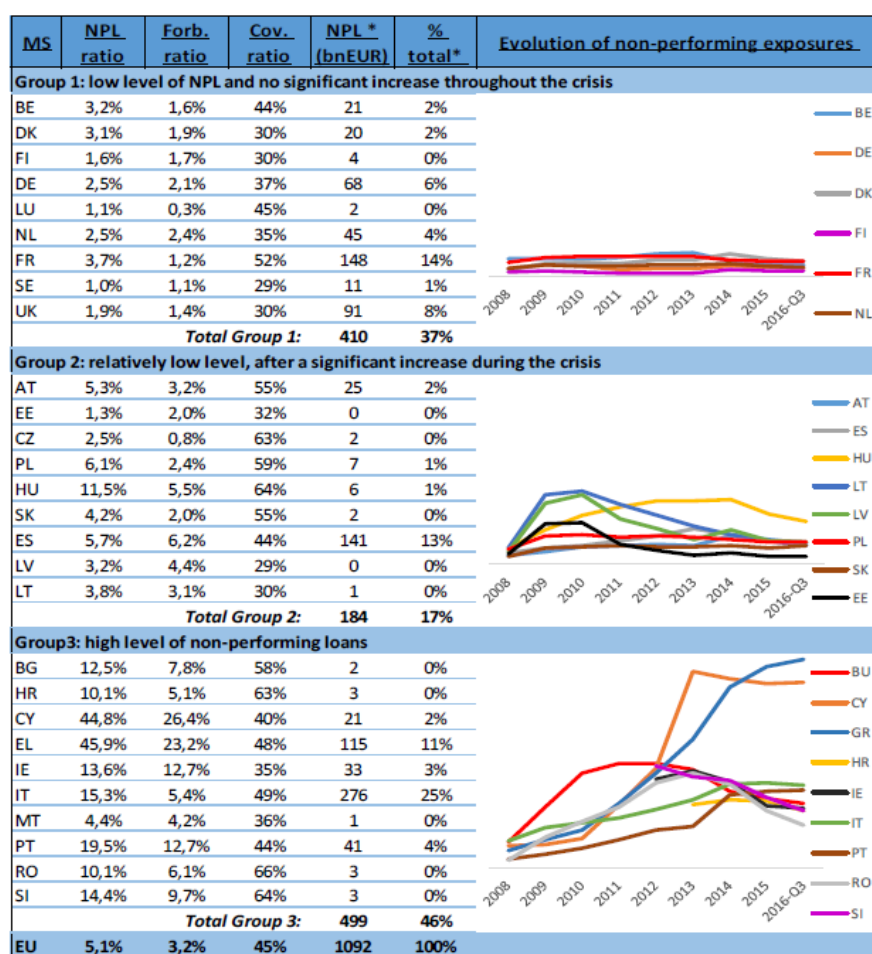 MS NPL ratio Forb. ratio Cov. ratio NPL * (bnEUR) % total* Evolution of non-performing exposures
Group 1: low level of NPL and no significant increase throughout the crisis
BE 3,2% 1,6% 44% 21 2%
DK 3,1% 1,9% 30% 20 2%
FI 1,6% 1,7% 30% 4 0%
DE 2,5% 2,1% 37% 68 6%
LU 1,1% 0,3% 45% 2 0%
NL 2,5% 2,4% 35% 45 4%
FR 3,7% 1,2% 52% 148 14%
SE 1,0% 1,1% 29% 11 1%
UK 1,9% 1,4% 30% 91 8%
Total Group 1: 410 37%
BE
DE
DK
FI
FR
NL
2008 2009 2010 2011 2012 2013 2014 2015 2016-Q3
Group 2: relatively low level, after a significant increase during the crisis
AT 5,3% 3,2% 55% 25 2%
EE 1,3% 2,0% 32% 0 0%
CZ 2,5% 0,8% 63% 2 0%
PL 6,1% 2,4% 59% 7 1%
HU 11,5% 5,5% 64% 6 1%
SK 4,2% 2,0% 55% 2 0%
ES 5,7% 6,2% 44% 141 13%
LV 3,2% 4,4% 29% 0 0%
LT 3,8% 3,1% 30% 1 0%
Total Group 2: 184 17%
AT
ES
HU
LT
LV
PL
SK
EE
2008 2009 2010 2011 2012 2013 2014 2015 2016-Q3
Group3: high level of non-performing loans
BG 12,5% 7,8% 58% 2 0%
HR 10,1% 5,1% 63% 3 0%
CY 44,8% 26,4% 40% 21 2%
EL 45,9% 23,2% 48% 115 11%
IE 13,6% 12,7% 35% 33 3%
IT 15,3% 5,4% 49% 276 25%
MT 4,4% 4,2% 36% 1 0%
PT 19,5% 12,7% 44% 41 4%
RO 10,1% 6,1% 66% 3 0%
SI 14,4% 9,7% 64% 3 0%
Total Group 3: 499 46%
BU
CY
GR
HR
IE
IT
PT
RO
SI
2008 2009 2010 2011 2012 2013 2014 2015 2016-Q3
EU 5,1% 3,2% 45% 1092 100%